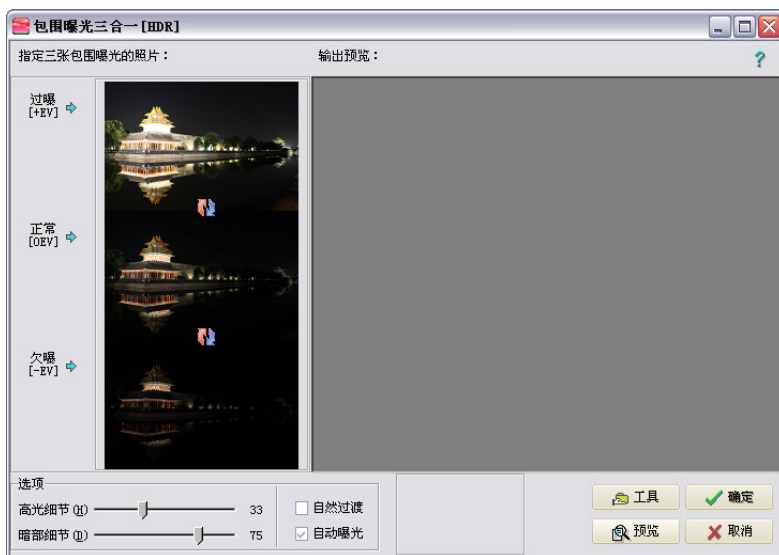 包围曝光三合一[HDR]
指定三张包围曝光的照片：
输出预览：
?
过曝
[+EV]
正常
[0EV]
欠曝
[-EV]
选项
高光细节(H) 33
暗部细节(D) 75
自然过渡
自动曝光
工具
确定
预览
取消